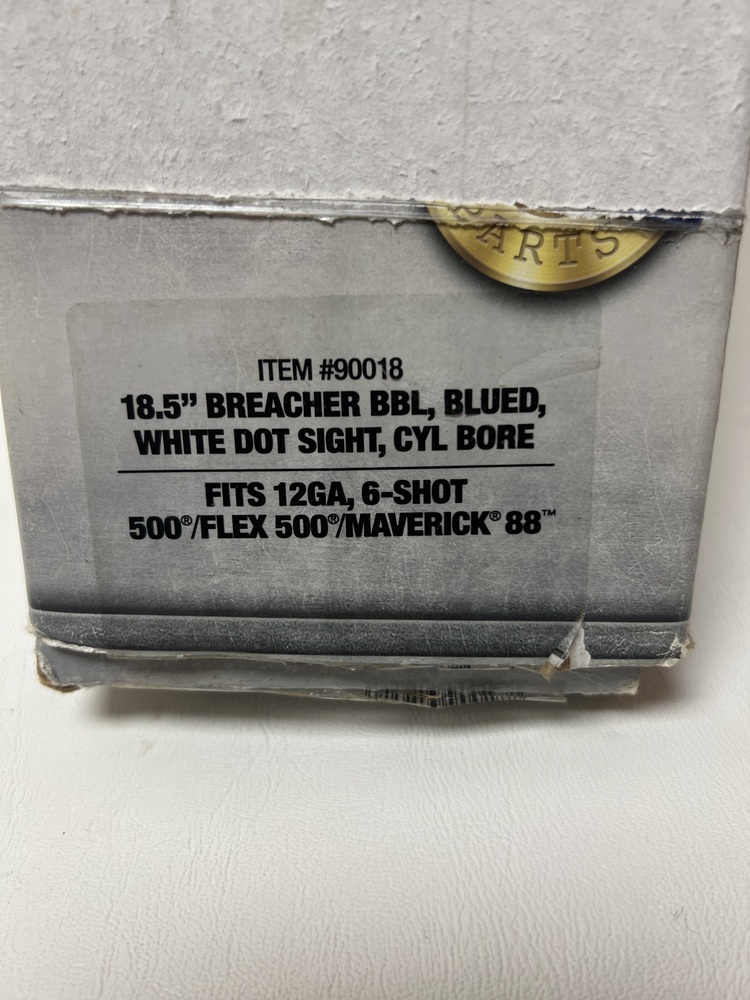 ARTS
ITEM #90018
18.5” BREACHER BBL, BLUED,
WHITE DOT SIGHT, CYL BORE
FITS 12GA, 6-SHOT
500®/FLEX 500®/MAVERICK® 88™